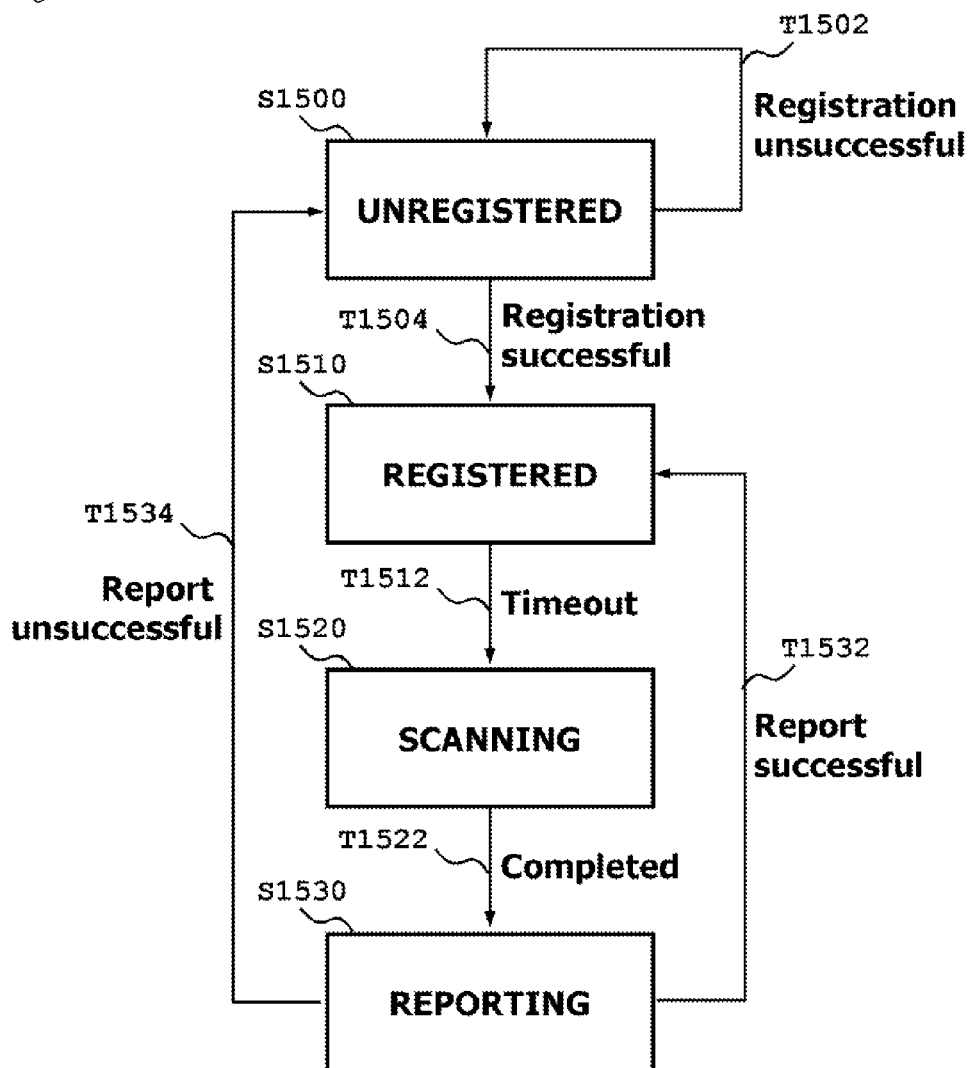 T1502
S1500
Registration
unsuccessful
UNREGISTERED
T1504
Registration
successful
S1510
REGISTERED
T1534
Report
unsuccessful
T1512
Timeout
S1520
T1532
Report
successful
SCANNING
T1522
Completed
S1530
REPORTING